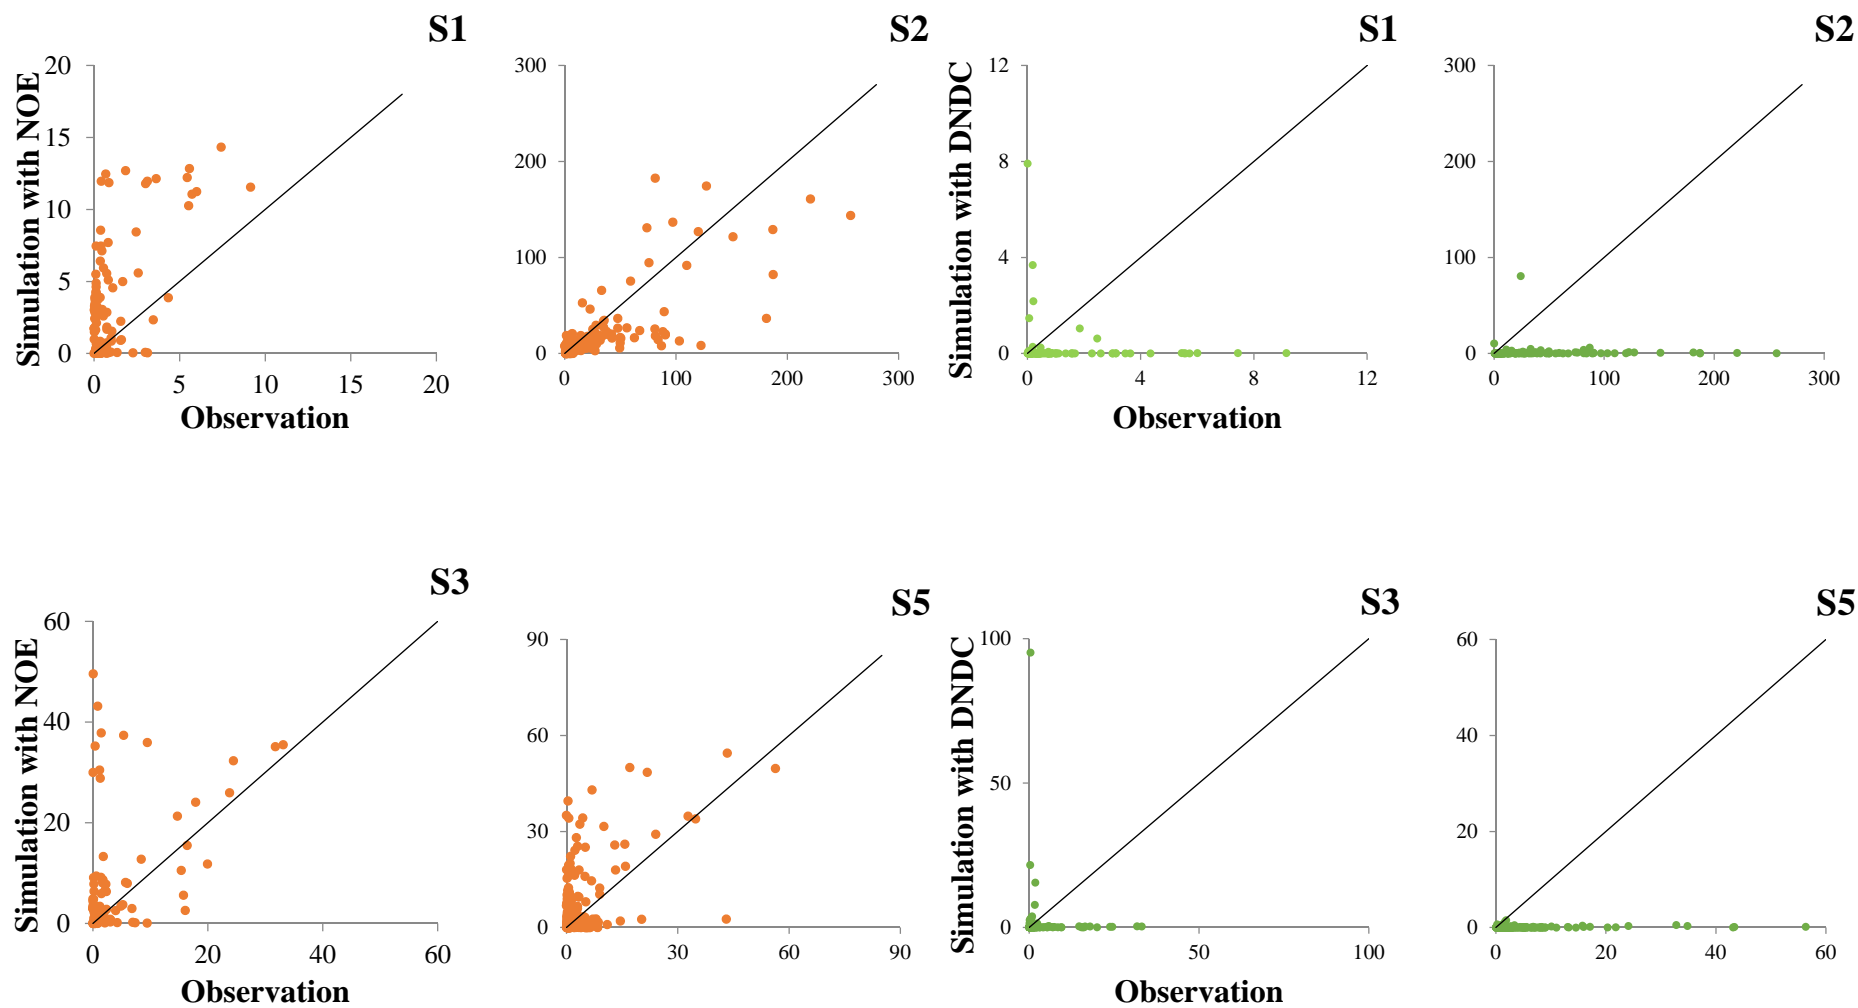 S1
S2
S1
S2
Simulation with NOE
20
15
10
5
0
0 5 10 15 20
Observation
300
200
100
0
0 100 200 300
Simulation with DNDC
12
8
4
0
0 4 8 12
Observation
300
200
100
0
0 100 200 300
S3
S5
S3
S5
Simulation with NOE
60
40
20
0
0 20 40 60
Observation
90
60
30
0
0 30 60 90
Simulation with DNDC
100
50
0
0 50 100
Observation
60
40
20
0
0 20 40 60